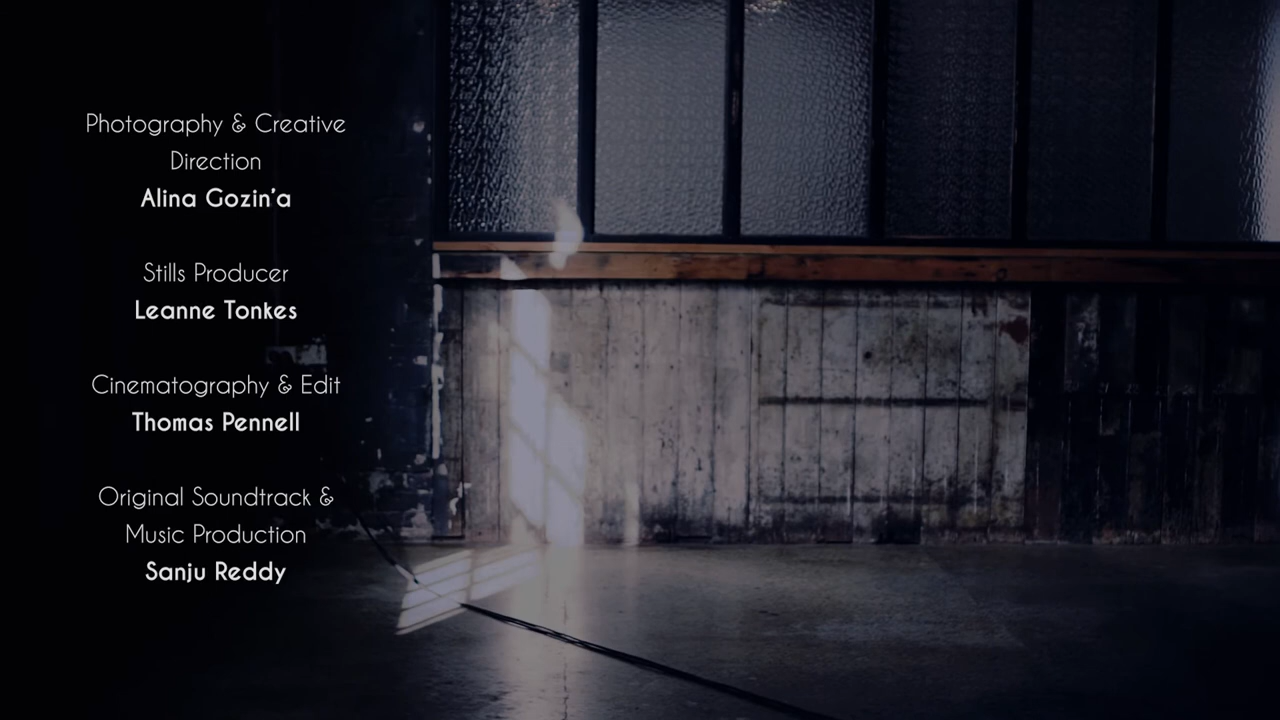 Photography & Creative
Direction
Alina Gozin'a
Stills Producer
Leanne Tonkes
Cinematography & Edit
Thomas Pennell
Original Soundtrack &
Music Production
Sanju Reddy